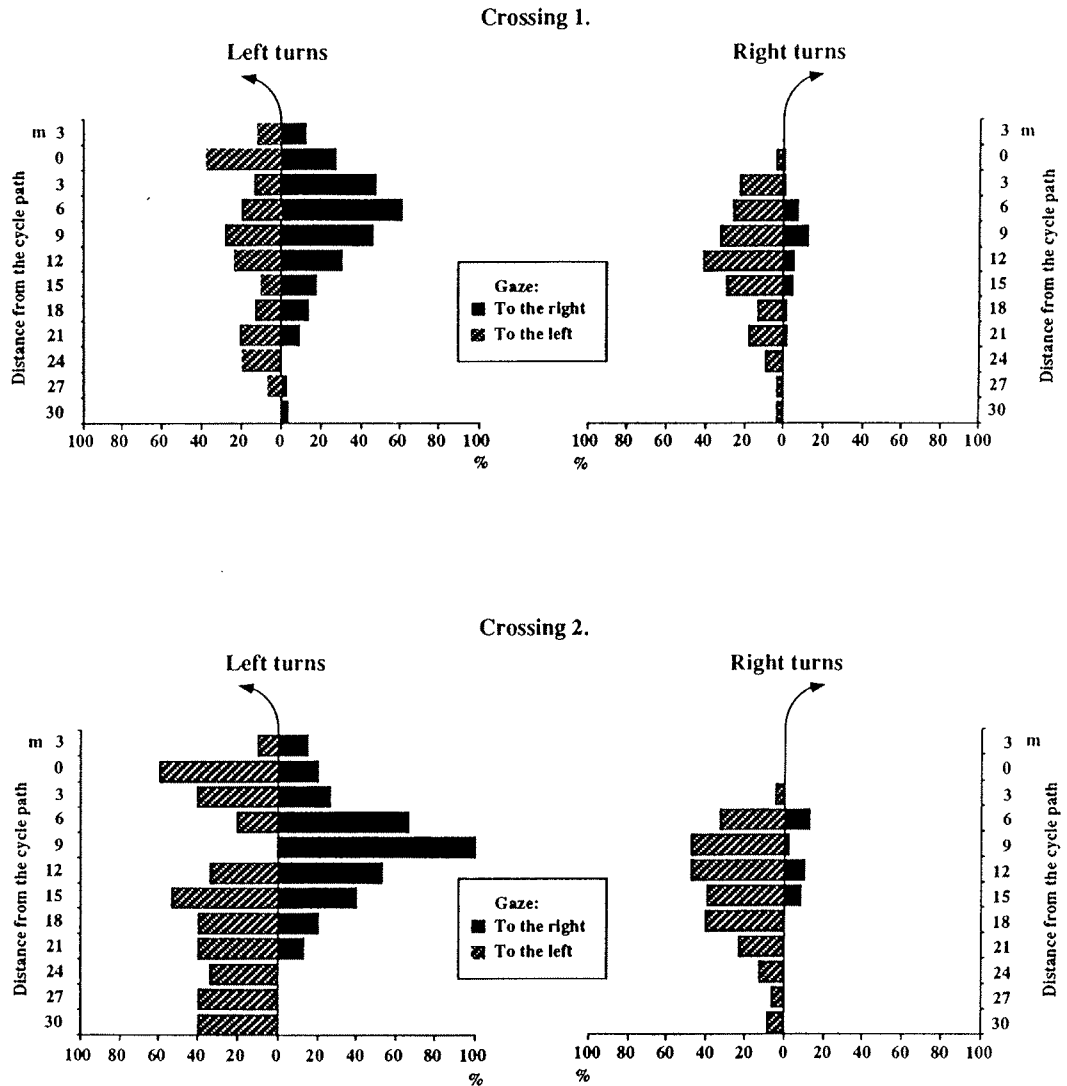 Crossing 1.
Left turns
Right turns
m 3
0
3
6
9
12
15
18
21
24
27
30
Distance from the cycle path
100 80 60 40 20 0 20 40 60 80 100
%
Gaze:
To the right
To the left
3 m
0
3
6
9
12
15
18
21
24
27
30
Distance from the cycle path
100 80 60 40 20 0 20 40 60 80 100
%
Crossing 2.
Left turns
Right turns
m 3
0
3
6
9
12
15
18
21
24
27
30
Distance from the cycle path
100 80 60 40 20 0 20 40 60 80 100
%
Gaze:
To the right
To the left
3 m
0
3
6
9
12
15
18
21
24
27
30
Distance from the cycle path
100 80 60 40 20 0 20 40 60 80 100
%